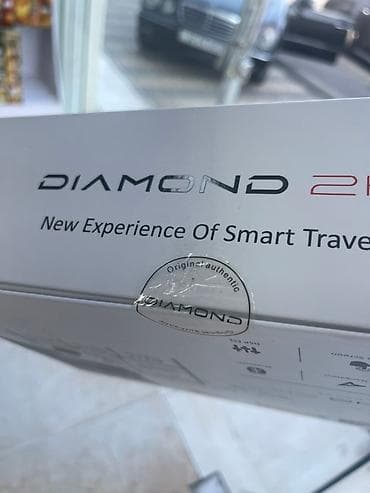 DIAMOND 2
New Experience Of Smart Trave
Original authentic
DIAMOND